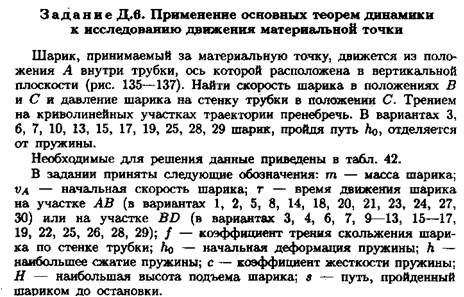 Задание Д.6. Применение основных теорем динамики
к исследованию движения материальной точки
Шарик, принимаемый за материальную точку, движется из поло-
жения A внутри трубки, ось которой расположена в вертикальной
плоскости (рис. 135—137). Найти скорость шарика в положениях B
и C и давление шарика на стенку трубки в положении C. Трением
на криволинейных участках траектории пренебречь. В вариантах 3,
6, 7, 10, 13, 15, 17, 19, 25, 28, 29 шарик, пройдя путь h₀, отделяется
от пружины.
Необходимые для решения данные приведены в табл. 42.
В задании приняты следующие обозначения: m — масса шарика;
v_A — начальная скорость шарика; τ — время движения шарика
на участке AB (в вариантах 1, 2, 5, 8, 14, 18, 20, 21, 23, 24, 27,
30) или на участке BD (в вариантах 3, 4, 6, 7, 9—13, 15—17,
19, 22, 25, 26, 28, 29); f — коэффициент трения скольжения шари-
ка по стенке трубки; h₀ — начальная деформация пружины; h —
наибольшее сжатие пружины; c — коэффициент жесткости пружины;
H — наибольшая высота подъема шарика; s — путь, пройденный
шариком до остановки.